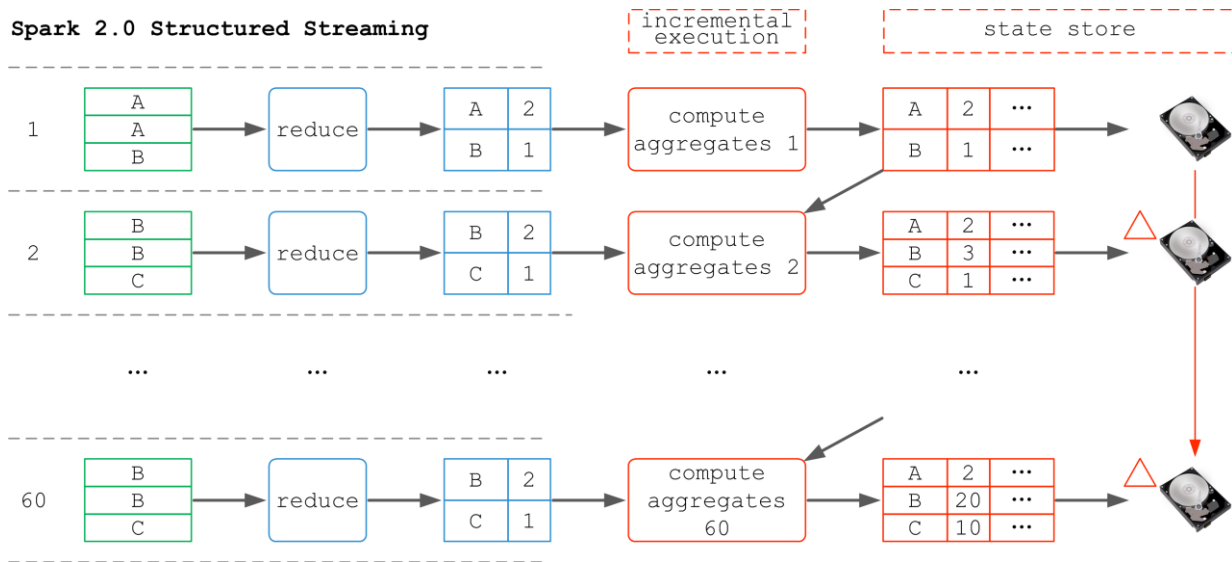 Spark 2.0 Structured Streaming
incremental
execution
state store
1
A
A
B
reduce
A 2
B 1
compute
aggregates 1
A 2 ...
B 1 ...
2
B
B
C
reduce
B 2
C 1
compute
aggregates 2
A 2 ...
B 3 ...
C 1 ...
... ... ... ... ...
60
B
B
C
reduce
B 2
C 1
compute
aggregates
60
A 2 ...
B 20 ...
C 10 ...